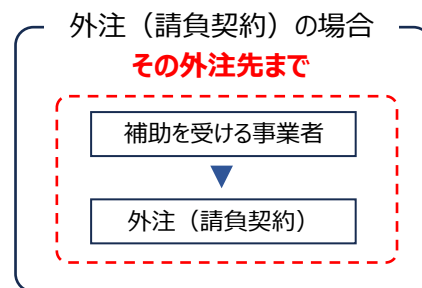 外注（請負契約）の場合
その外注先まで
補助を受ける事業者
外注（請負契約）